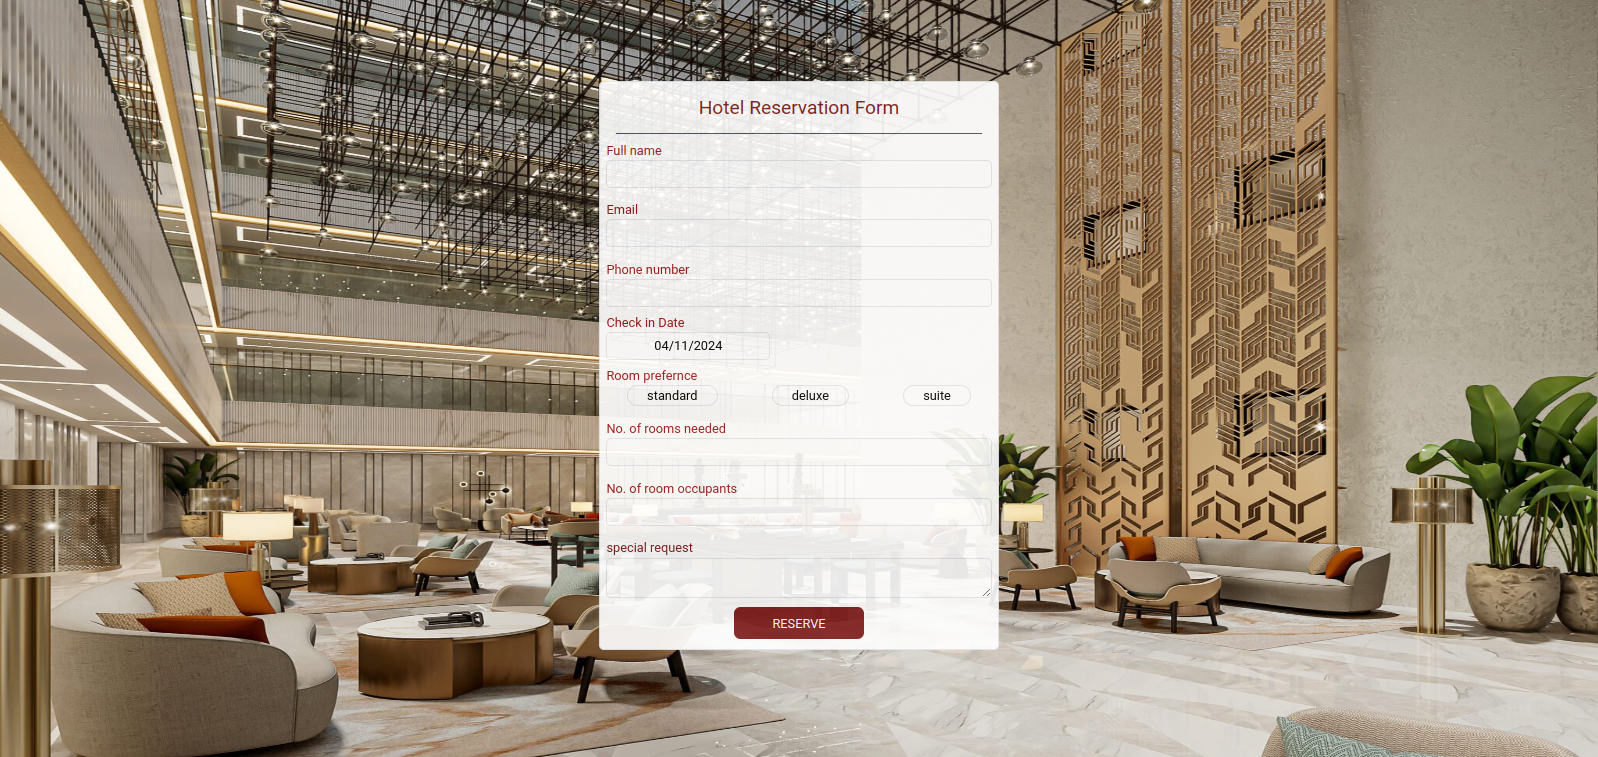 Hotel Reservation Form
Full name
Email
Phone number
Check in Date
04/11/2024
Room prefernce
standard deluxe suite
No. of rooms needed
No. of room occupants
special request
RESERVE